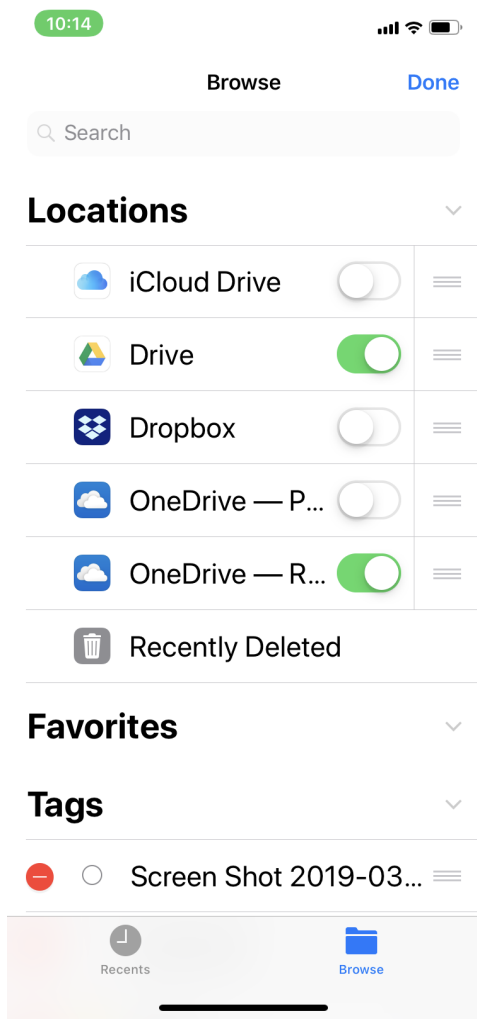 10:14
Browse
Done
Search
Locations
iCloud Drive
Drive
Dropbox
OneDrive — P...
OneDrive — R...
Recently Deleted
Favorites
Tags
Screen Shot 2019-03...
Recents
Browse